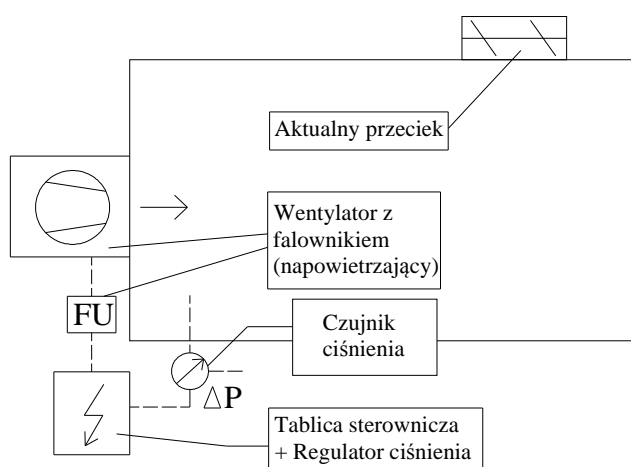 Aktualny przeciek
Wentylator z
falownikiem
(napowietrzający)
FU
Czujnik
ciśnienia
ΔP
Tablica sterownicza
+ Regulator ciśnienia